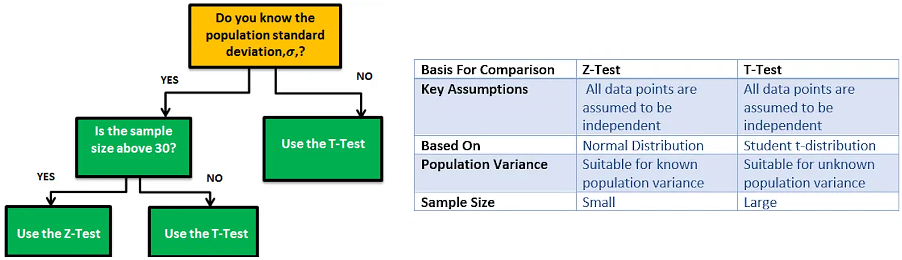 Do you know the
population standard
deviation,σ,?
YES
NO
Is the sample
size above 30?
Use the T-Test
YES
NO
Use the Z-Test
Use the T-Test
Basis For Comparison Z-Test T-Test
Key Assumptions All data points are All data points are
assumed to be assumed to be
independent independent
Based On Normal Distribution Student t-distribution
Population Variance Suitable for known Suitable for unknown
population variance population variance
Sample Size Small Large